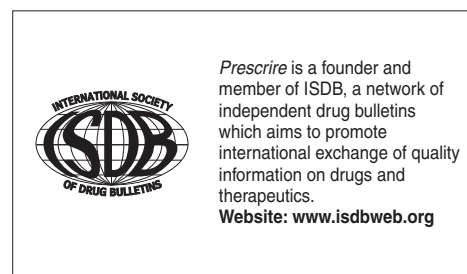 INTERNATIONAL SOCIETY
ISDB
OF DRUG BULLETINS
Prescrire is a founder and
member of ISDB, a network of
independent drug bulletins
which aims to promote
international exchange of quality
information on drugs and
therapeutics.
Website: www.isdbweb.org